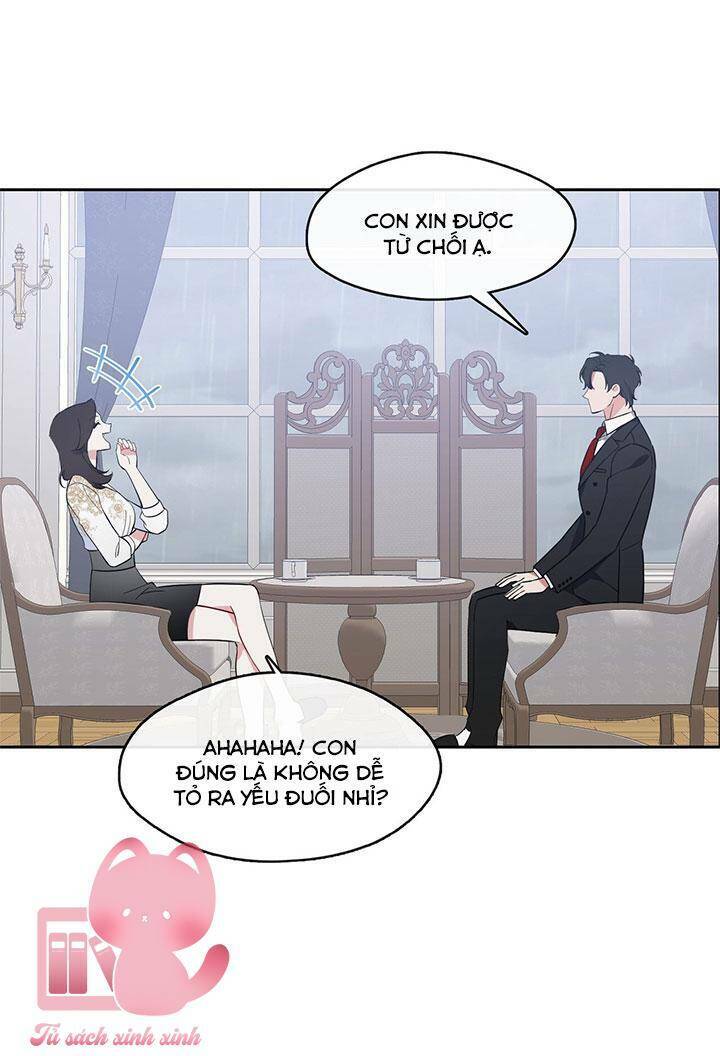 CON XIN ĐƯỢC
TỪ CHỐI Ạ.
AHAHAHA! CON
ĐÚNG LÀ KHÔNG DỄ
TỎ RA YẾU ĐUỐI NHỈ?
Tủ sách xinh xinh